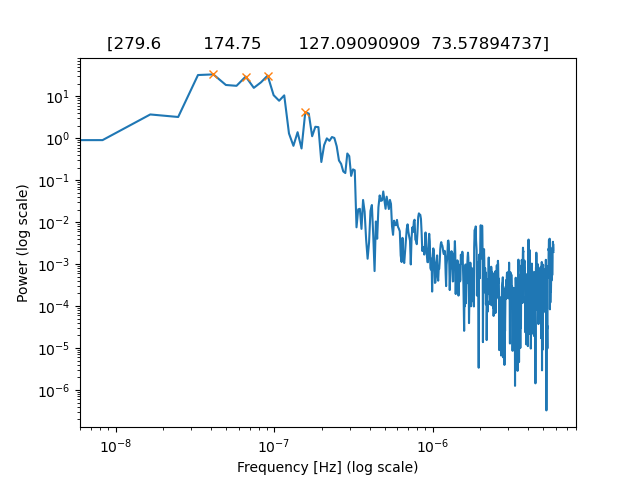 [279.6 174.75 127.09090909 73.57894737]
10¹
10⁰
10⁻¹
10⁻²
10⁻³
10⁻⁴
10⁻⁵
10⁻⁶
Power (log scale)
10⁻⁸ 10⁻⁷ 10⁻⁶
Frequency [Hz] (log scale)